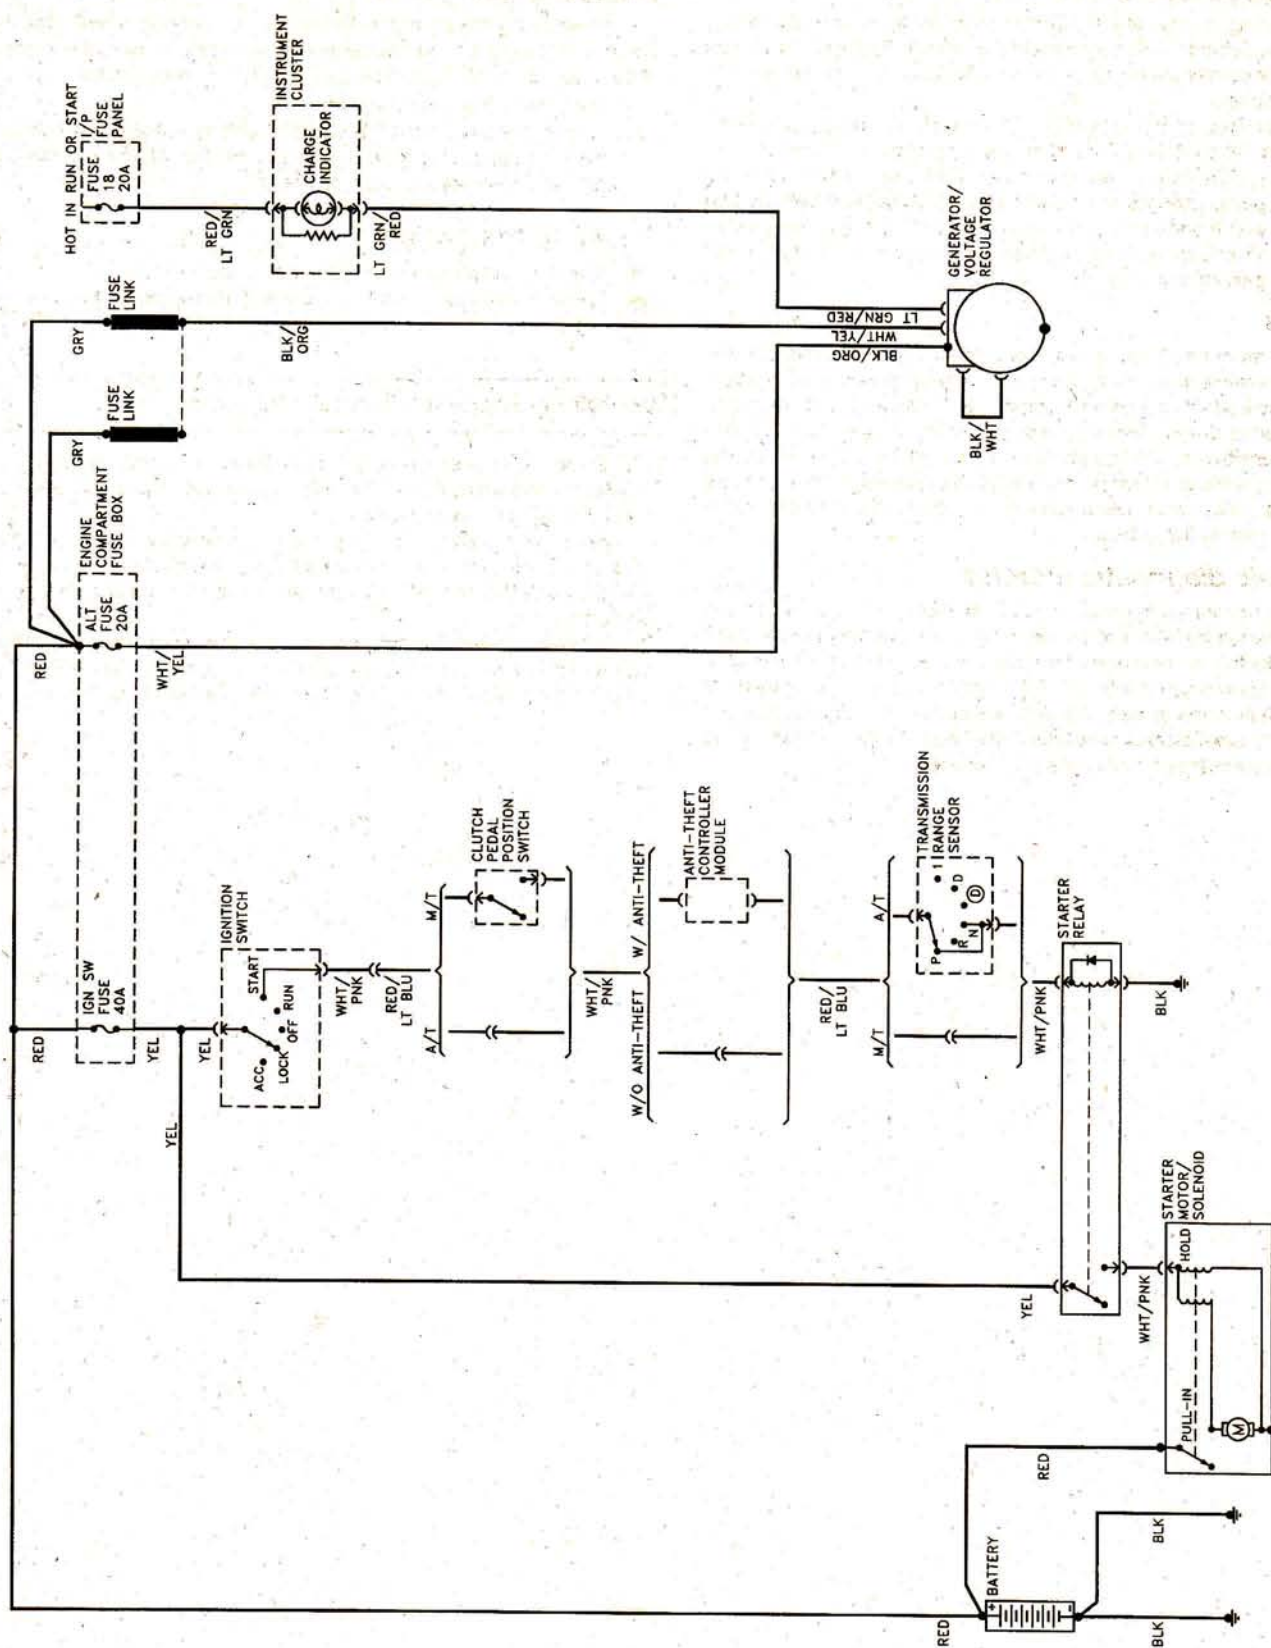 HOT IN RUN OR START
I/P
FUSE
PANEL
FUSE
18
20A
RED/
LT GRN
INSTRUMENT
CLUSTER
CHARGE
INDICATOR
LT GRN/
RED
GRY
FUSE
LINK
BLK/
ORG
GRY
FUSE
LINK
RED
ENGINE
COMPARTMENT
FUSE BOX
ALT
FUSE
20A
WHT/
YEL
LT GRN/RED
WHT/YEL
BLK/ORG
GENERATOR/
VOLTAGE
REGULATOR
BLK/
WHT
RED
IGN SW
FUSE
40A
YEL
YEL
YEL
IGNITION
SWITCH
ACC
LOCK
OFF
RUN
START
WHT/
PNK
RED/
LT BLU
A/T
M/T
CLUTCH
PEDAL
POSITION
SWITCH
WHT/
PNK
W/O ANTI-THEFT
W/ ANTI-THEFT
ANTI-THEFT
CONTROLLER
MODULE
RED/
LT BLU
M/T
A/T
TRANSMISSION
RANGE
SENSOR
P
R
N
D
D
1
WHT/PNK
STARTER
RELAY
BLK
YEL
WHT/PNK
STARTER
MOTOR/
SOLENOID
HOLD
PULL-IN
M
RED
RED
BATTERY
+
-
BLK
BLK